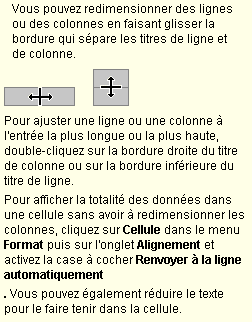 Vous pouvez redimensionner des lignes
ou des colonnes en faisant glisser la
bordure qui sépare les titres de ligne et
de colonne.
Pour ajuster une ligne ou une colonne à
l'entrée la plus longue ou la plus haute,
double-cliquez sur la bordure droite du titre
de colonne ou sur la bordure inférieure du
titre de ligne.
Pour afficher la totalité des données dans
une cellule sans avoir à redimensionner les
colonnes, cliquez sur Cellule dans le menu
Format puis sur l'onglet Alignement et
activez la case à cocher Renvoyer à la ligne
automatiquement
. Vous pouvez également réduire le texte
pour le faire tenir dans la cellule.